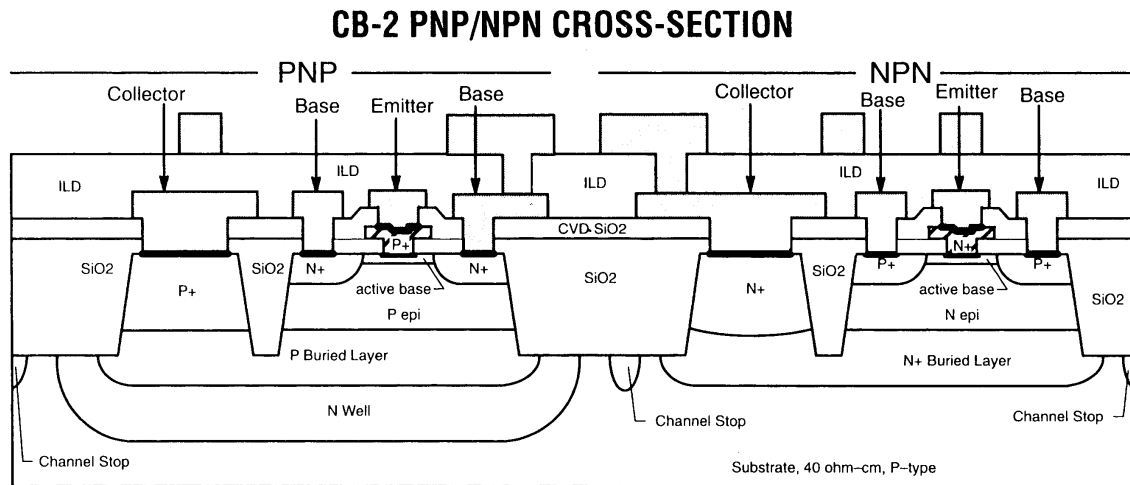 CB-2 PNP/NPN CROSS-SECTION
PNP
NPN
Collector
Base
Emitter
Base
Collector
Base
Emitter
Base
ILD
ILD
ILD
ILD
ILD
CVD SiO2
P+
N+
SiO2
SiO2
N+
N+
SiO2
P+
SiO2
P+
SiO2
P+
active base
N+
active base
P epi
N epi
P Buried Layer
N+ Buried Layer
N Well
Channel Stop
Channel Stop
Channel Stop
Substrate, 40 ohm–cm, P–type